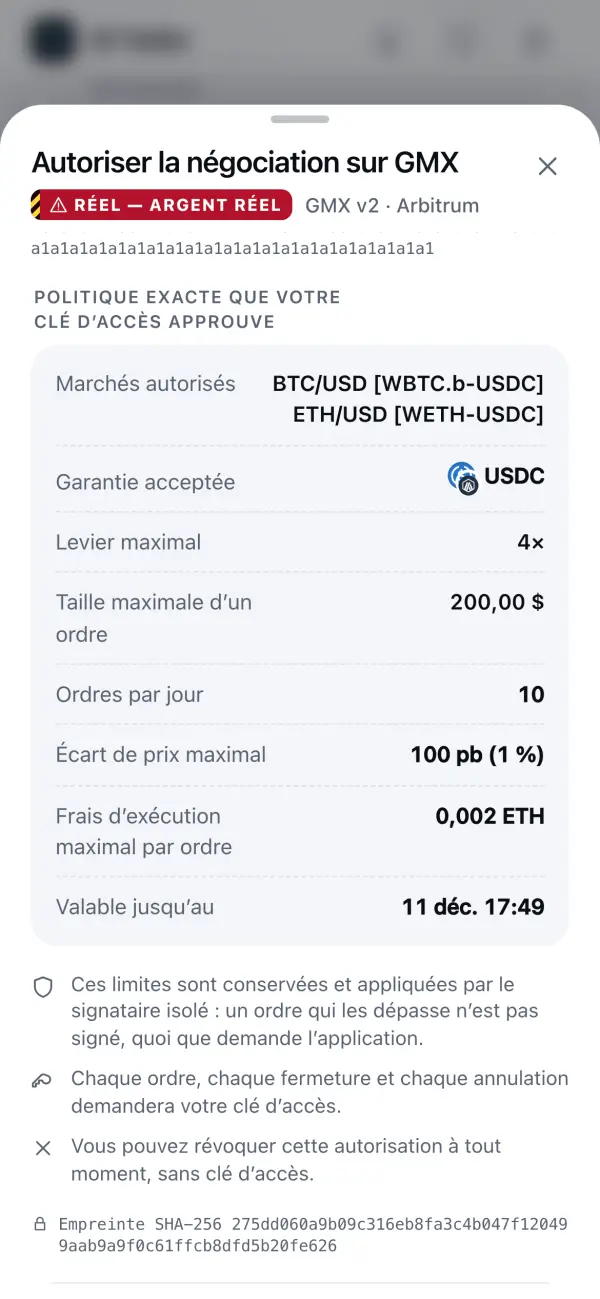 Autoriser la négociation sur GMX
RÉEL — ARGENT RÉEL GMX v2 · Arbitrum
a1a1a1a1a1a1a1a1a1a1a1a1a1a1a1a1a1a1a1
POLITIQUE EXACTE QUE VOTRE
CLÉ D’ACCÈS APPROUVE
Marchés autorisés BTC/USD [WBTC.b-USDC]
ETH/USD [WETH-USDC]
Garantie acceptée USDC
Levier maximal 4×
Taille maximale d’un 200,00 $
ordre
Ordres par jour 10
Écart de prix maximal 100 pb (1 %)
Frais d’exécution 0,002 ETH
maximal par ordre
Valable jusqu’au 11 déc. 17:49
Ces limites sont conservées et appliquées par le
signataire isolé : un ordre qui les dépasse n’est pas
signé, quoi que demande l’application.
Chaque ordre, chaque fermeture et chaque annulation
demandera votre clé d’accès.
Vous pouvez révoquer cette autorisation à tout
moment, sans clé d’accès.
Empreinte SHA-256 275dd060a9b09c316eb8fa3c4b047f12049
9aab9a9f0c61ffcb8dfd5b20fe626